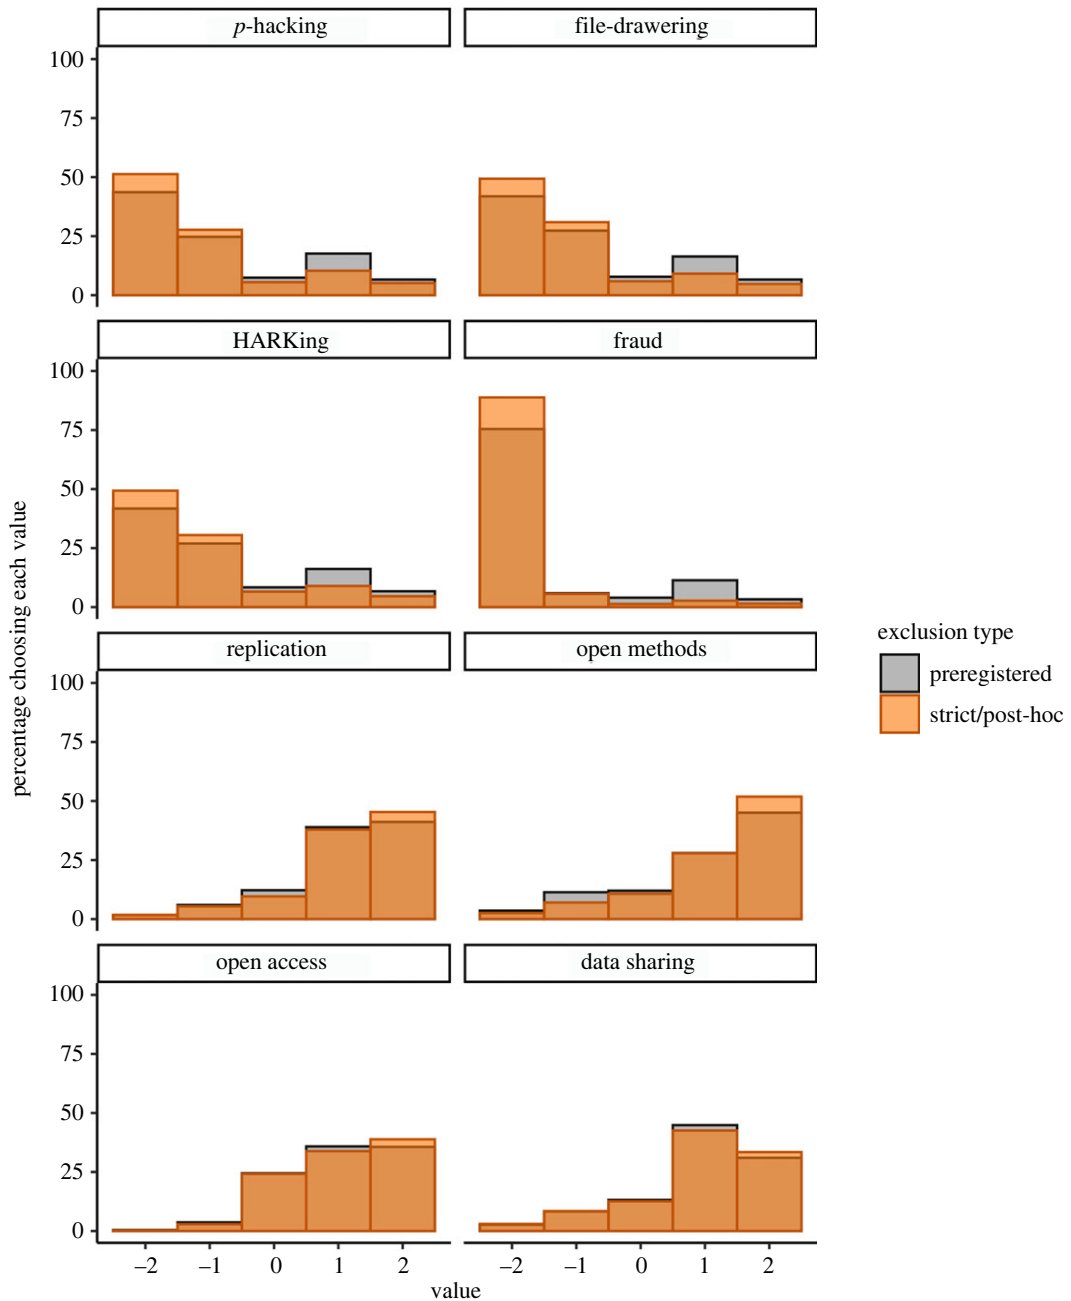 p-hacking
file-drawering
100
75
50
25
0
HARKing
fraud
100
75
50
25
0
percentage choosing each value
replication
open methods
100
75
50
25
0
exclusion type
preregistered
strict/post-hoc
open access
data sharing
100
75
50
25
0
–2 –1 0 1 2
–2 –1 0 1 2
value